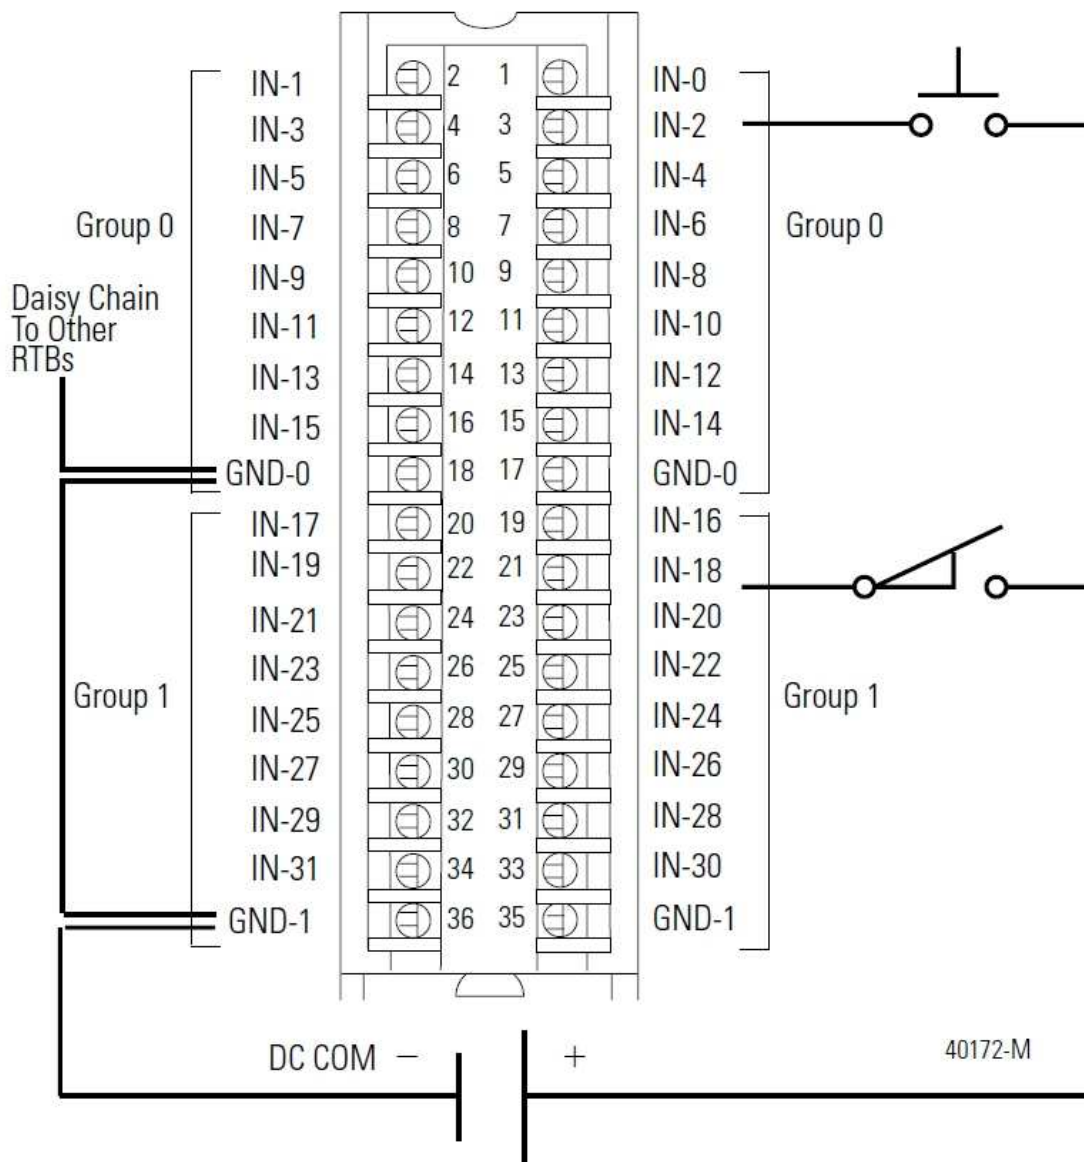 IN-1 2 1 IN-0
IN-3 4 3 IN-2
IN-5 6 5 IN-4
Group 0 IN-7 8 7 IN-6 Group 0
IN-9 10 9 IN-8
Daisy Chain
To Other
RTBs
IN-11 12 11 IN-10
IN-13 14 13 IN-12
IN-15 16 15 IN-14
GND-0 18 17 GND-0
IN-17 20 19 IN-16
IN-19 22 21 IN-18
IN-21 24 23 IN-20
IN-23 26 25 IN-22
Group 1 Group 1
IN-25 28 27 IN-24
IN-27 30 29 IN-26
IN-29 32 31 IN-28
IN-31 34 33 IN-30
GND-1 36 35 GND-1
DC COM − +
40172-M